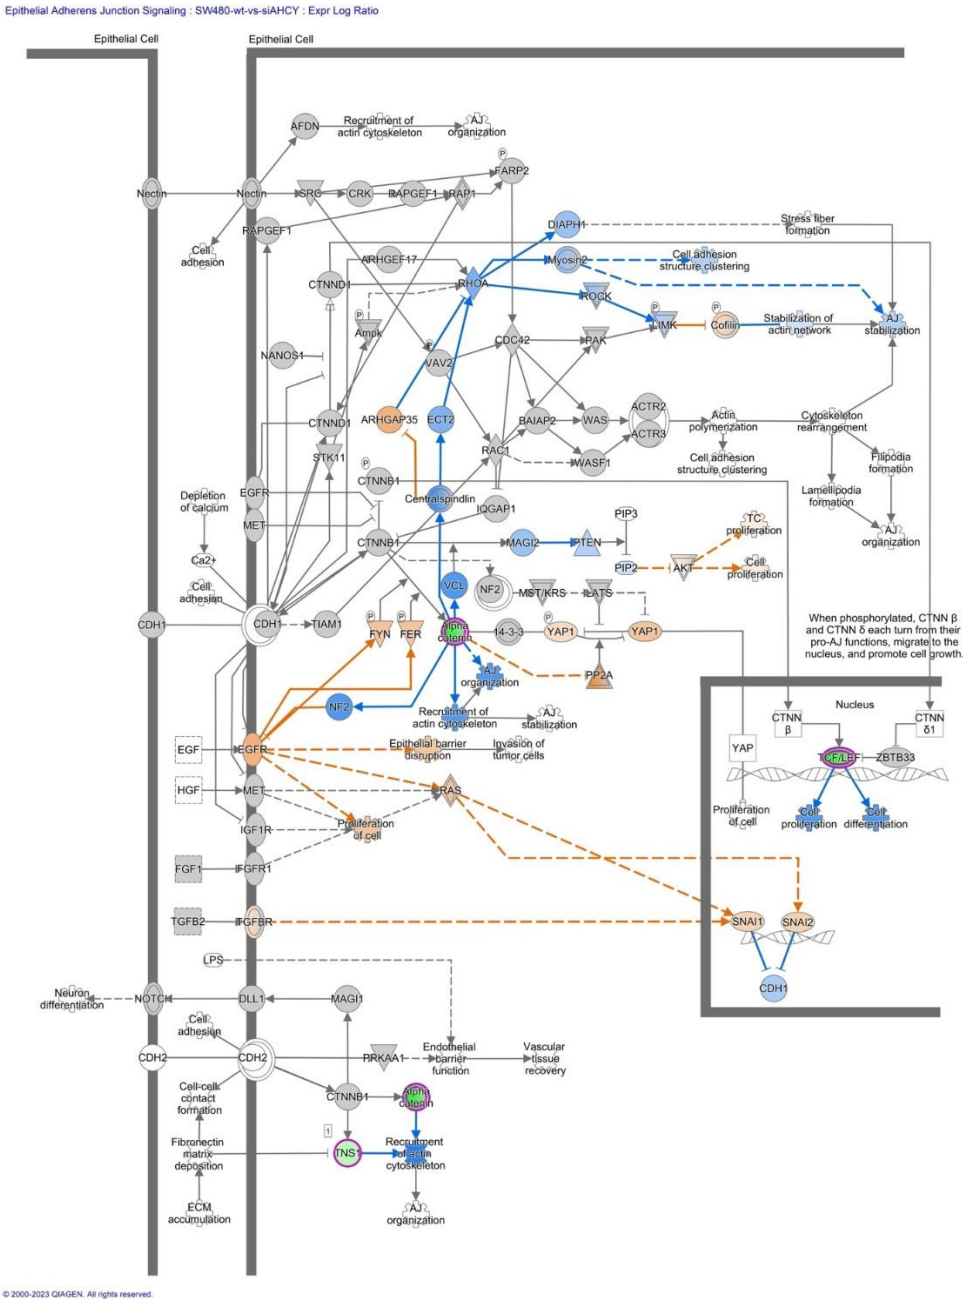 Epithelial Adherens Junction Signaling : SW480-wt-vs-siAHCY : Expr Log Ratio
Epithelial Cell
Epithelial Cell
AFDN
Recruitment of
actin cytoskeleton
AJ
organization
P
FARP2
Nectin
Nectin
SRC
CRK
RAPGEF1
RAP1
RAPGEF1
DIAPH1
Stress fiber
formation
Cell
adhesion
ARHGEF17
Myosin2
Cell adhesion
structure clustering
CTNND1
RHOA
ROCK
P
LIMK
P
Cofilin
Stabilization of
actin network
AJ
stabilization
P
Ampk
NANOS1
P
VAV2
CDC42
PAK
ARHGAP35
ECT2
CTNND1
BAIAP2
WAS
ACTR2
ACTR3
Actin
polymerization
Cytoskeleton
rearrangement
STK11
RAC1
WASF1
Cell adhesion
structure clustering
Filipodia
formation
P
CTNNB1
EGFR
Centralspindlin
IQGAP1
Lamellipodia
formation
Depletion
of calcium
MET
PIP3
TC
proliferation
AJ
organization
CTNNB1
MAGI2
PTEN
Ca2+
PIP2
AKT
Cell
proliferation
Cell
adhesion
VCL
NF2
MST/KRS
LATS
CDH1
CDH1
TIAM1
P
FYN
P
FER
Alpha
catenin
14-3-3
P
YAP1
YAP1
When phosphorylated, CTNN β
and CTNN δ each turn from their
pro-AJ functions, migrate to the
nucleus, and promote cell growth.
AJ
organization
PP2A
NF2
Recruitment of
actin cytoskeleton
AJ
stabilization
Nucleus
CTNN
β
CTNN
δ1
EGF
EGFR
Epithelial barrier
disruption
Invasion of
tumor cells
YAP
TCF/LEF
ZBTB33
HGF
MET
RAS
Proliferation
of cell
Cell
proliferation
Cell
differentiation
IGF1R
Proliferation
of cell
FGF1
FGFR1
TGFB2
TGFBR
SNAI1
SNAI2
LPS
CDH1
Neuron
differentiation
NOTCH
DLL1
MAGI1
Cell
adhesion
CDH2
CDH2
PRKAA1
Endothelial
barrier
function
Vascular
tissue
recovery
Cell-cell
contact
formation
CTNNB1
Alpha
catenin
1
Fibronectin
matrix
deposition
TNS1
Recruitment
of actin
cytoskeleton
ECM
accumulation
AJ
organization
© 2000-2023 QIAGEN. All rights reserved.